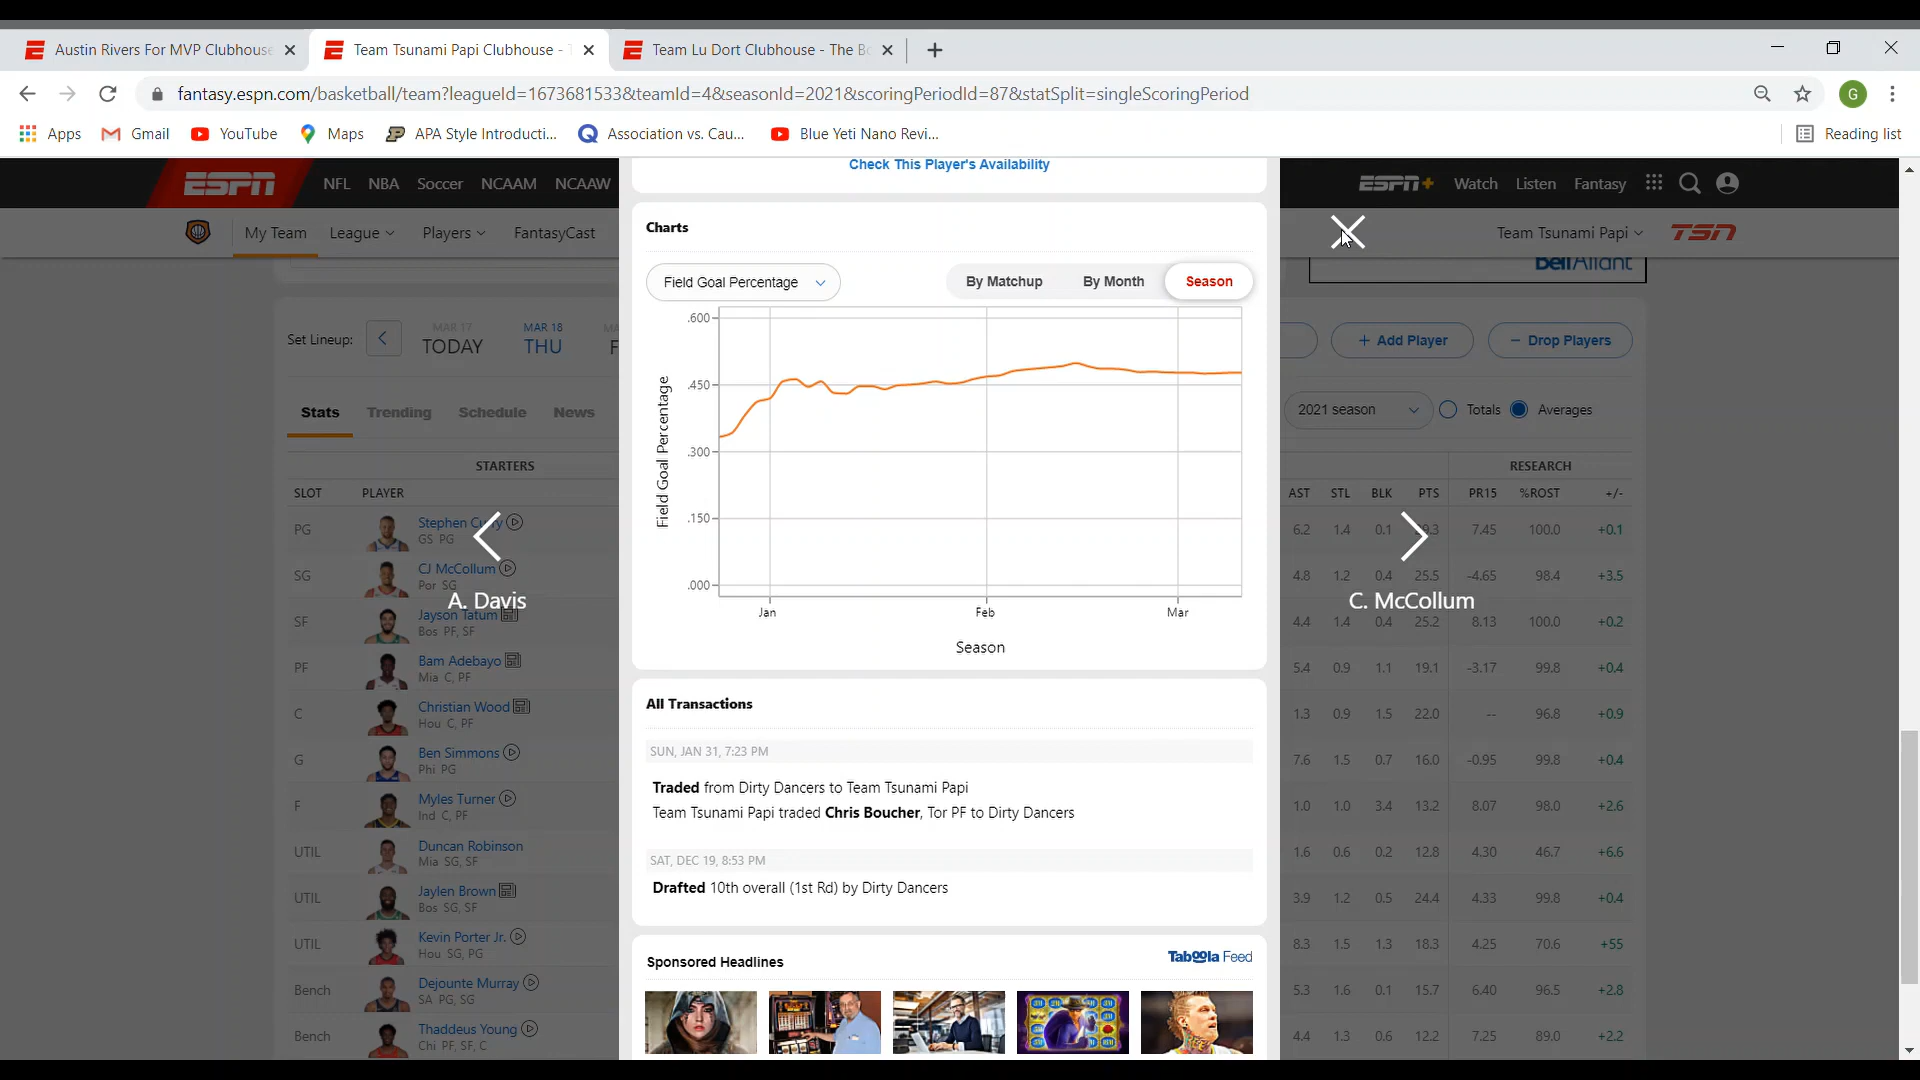 Austin Rivers For MVP Clubhouse
Team Tsunami Papi Clubhouse -
Team Lu Dort Clubhouse - The Bo
fantasy.espn.com/basketball/team?leagueId=1673681533&teamId=4&seasonId=2021&scoringPeriodId=87&statSplit=singleScoringPeriod
G
Apps
Gmail
YouTube
Maps
APA Style Introducti...
Association vs. Cau...
Blue Yeti Nano Revi...
Reading list
Check This Player's Availability
ESPN
NFL
NBA
Soccer
NCAAM
NCAAW
ESPN+
Watch
Listen
Fantasy
My Team
League
Players
FantasyCast
Team Tsunami Papi
TSN
Bell Aliant
Charts
Field Goal Percentage
By Matchup
By Month
Season
Set Lineup:
MAR 17
TODAY
MAR 18
THU
F
+ Add Player
− Drop Players
Stats
Trending
Schedule
News
2021 season
Totals
Averages
.600
.450
.300
.150
.000
Field Goal Percentage
Jan
Feb
Mar
Season
STARTERS
RESEARCH
SLOT PLAYER
AST STL BLK PTS PR15 %ROST +/-
PG Stephen Curry
GS PG
6.2 1.4 0.1 7.45 100.0 +0.1
SG CJ McCollum
Por SG
4.8 1.2 0.4 25.5 -4.65 98.4 +3.5
A. Davis
C. McCollum
SF Jayson Tatum
Bos PF, SF
4.4 1.4 0.4 25.2 8.13 100.0 +0.2
PF Bam Adebayo
Mia C, PF
5.4 0.9 1.1 19.1 -3.17 99.8 +0.4
C Christian Wood
Hou C, PF
1.3 0.9 1.5 22.0 -- 96.8 +0.9
G Ben Simmons
Phi PG
7.6 1.5 0.7 16.0 -0.95 99.8 +0.4
F Myles Turner
Ind C, PF
1.0 1.0 3.4 13.2 8.07 98.0 +2.6
UTIL Duncan Robinson
Mia SG, SF
1.6 0.6 0.2 12.8 4.30 46.7 +6.6
UTIL Jaylen Brown
Bos SG, SF
3.9 1.2 0.5 24.4 4.33 99.8 +0.4
UTIL Kevin Porter Jr.
Hou SG, PG
8.3 1.5 1.3 18.3 4.25 70.6 +55
Bench Dejounte Murray
SA PG, SG
5.3 1.6 0.1 15.7 6.40 96.5 +2.8
Bench Thaddeus Young
Chi PF, SF, C
4.4 1.3 0.6 12.2 7.25 89.0 +2.2
All Transactions
SUN, JAN 31, 7:23 PM
Traded from Dirty Dancers to Team Tsunami Papi
Team Tsunami Papi traded Chris Boucher, Tor PF to Dirty Dancers
SAT, DEC 19, 8:53 PM
Drafted 10th overall (1st Rd) by Dirty Dancers
Sponsored Headlines
Taboola Feed